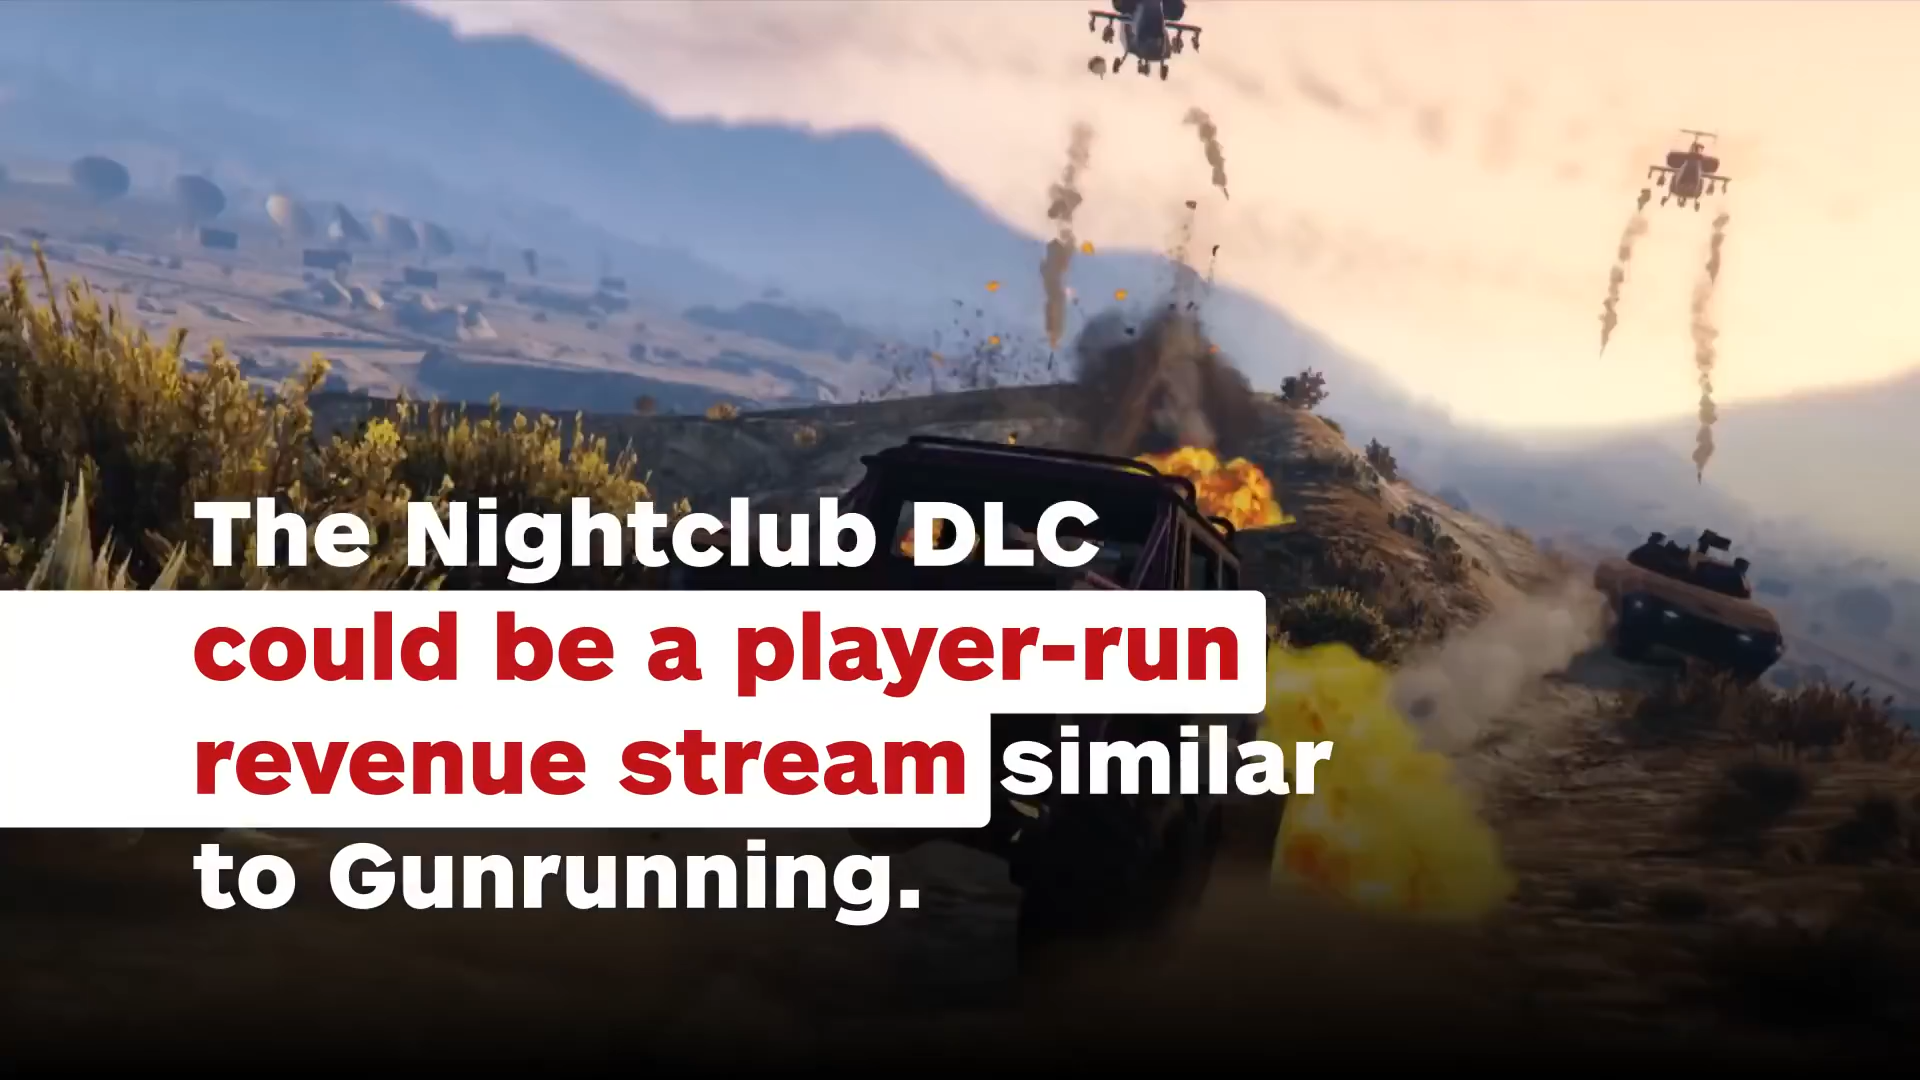 The Nightclub DLC
could be a player-run
revenue stream similar
to Gunrunning.